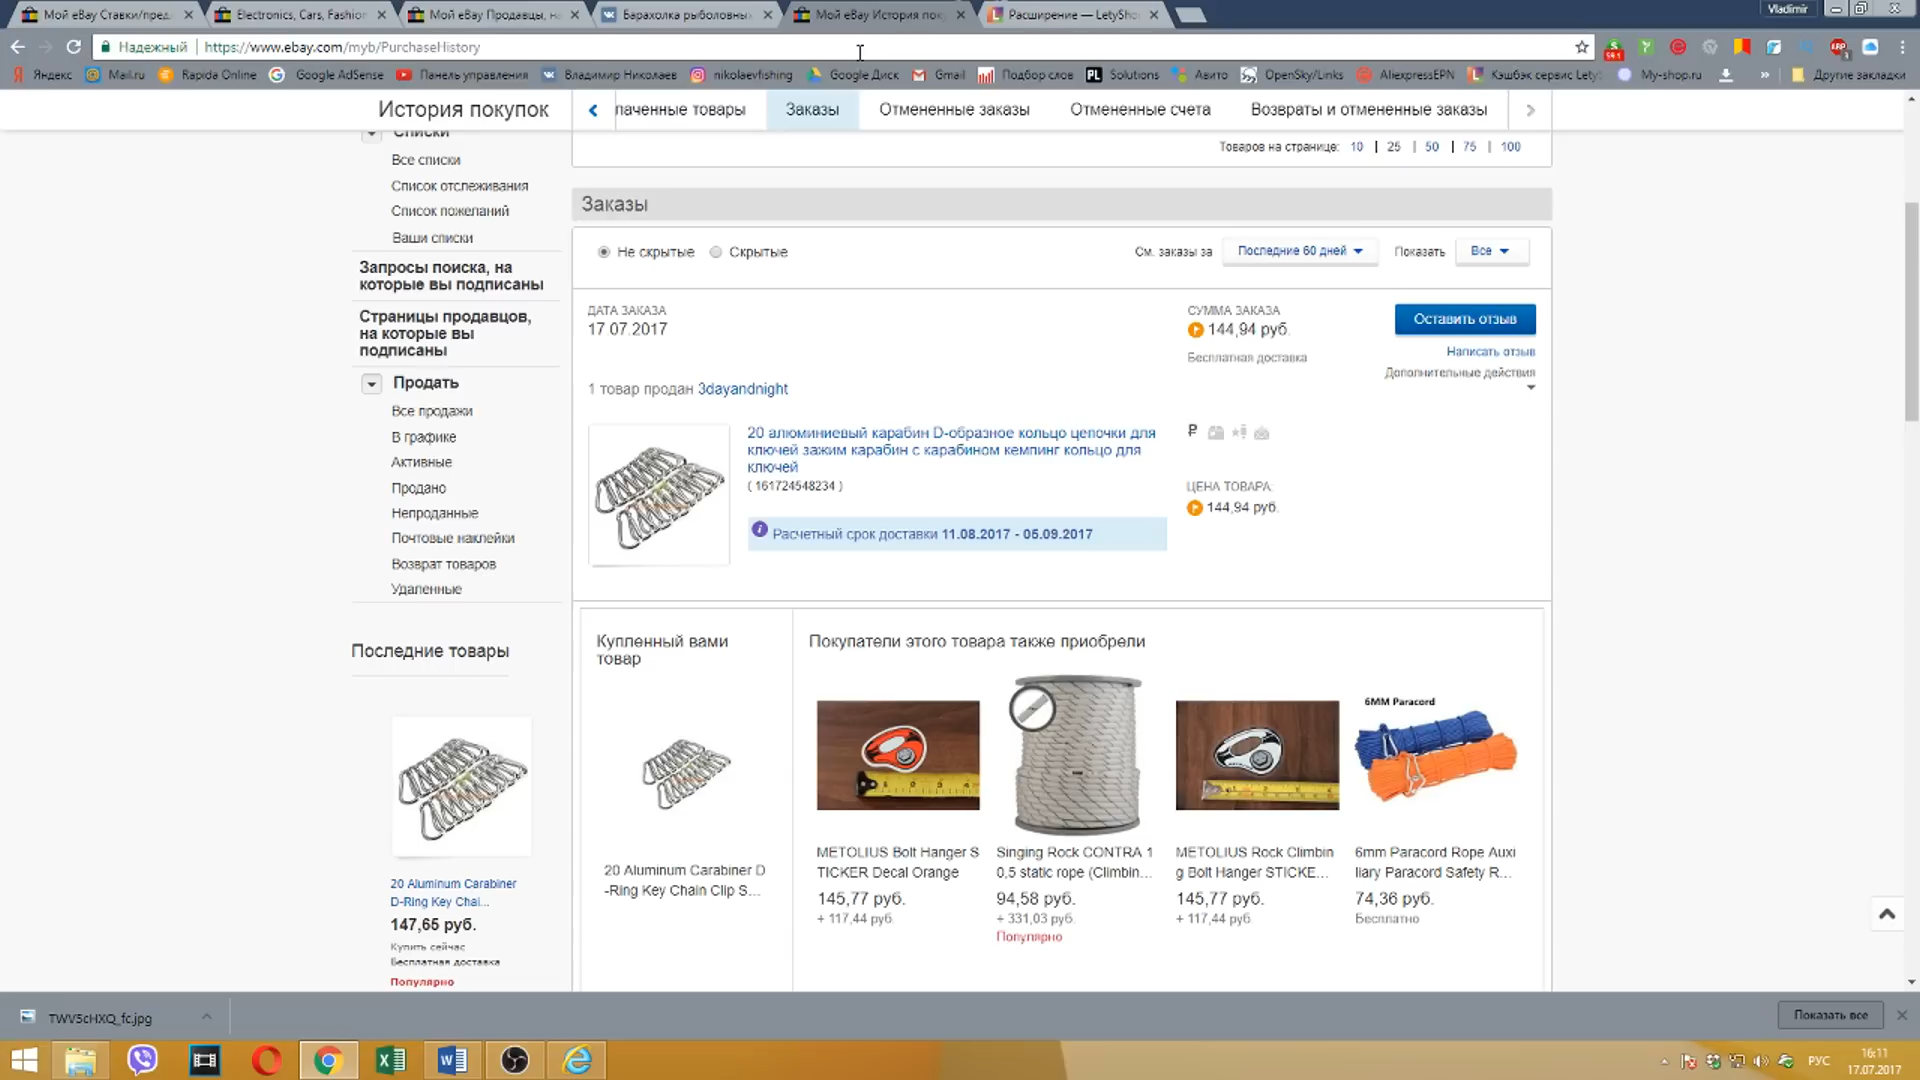 Мой eBay Ставки/пред
Electronics, Cars, Fashion
Мой eBay Продавцы, на
Барахолка рыболовных
Мой eBay История пок
Расширение — LetyShо
Vladimir
Надежный
https://www.ebay.com/myb/PurchaseHistory
Яндекс
Mail.ru
Rapida Online
Google AdSense
Панель управления
Владимир Николаев
nikolaevfishing
Google Диск
Gmail
Подбор слов
Solutions
Авито
OpenSky/Links
AliexpressEPN
Кэшбэк сервис Lety
My-shop.ru
»
Другие закладки
История покупок
лаченные товары
Заказы
Отмененные заказы
Отмененные счета
Возвраты и отмененные заказы
Товаров на странице: 10 | 25 | 50 | 75 | 100
Списки
Все списки
Список отслеживания
Список пожеланий
Ваши списки
Запросы поиска, на
которые вы подписаны
Страницы продавцов,
на которые вы
подписаны
Продать
Все продажи
В графике
Активные
Продано
Непроданные
Почтовые наклейки
Возврат товаров
Удаленные
Последние товары
20 Aluminum Carabiner
D-Ring Key Chai...
147,65 руб.
Купить сейчас
Бесплатная доставка
Популярно
Заказы
Не скрытые
Скрытые
См. заказы за
Последние 60 дней
Показать
Все
ДАТА ЗАКАЗА
17 07.2017
СУММА ЗАКАЗА
144,94 руб.
Бесплатная доставка
Оставить отзыв
Написать отзыв
Дополнительные действия
1 товар продан 3dayandnight
20 алюминиевый карабин D-образное кольцо цепочки для
ключей зажим карабин с карабином кемпинг кольцо для
ключей
( 161724548234 )
Расчетный срок доставки 11.08.2017 - 05.09.2017
₽
ЦЕНА ТОВАРА:
144,94 руб.
Купленный вами
товар
20 Aluminum Carabiner D
-Ring Key Chain Clip S...
Покупатели этого товара также приобрели
METOLIUS Bolt Hanger S
TICKER Decal Orange
145,77 руб.
+ 117,44 руб.
Singing Rock CONTRA 1
0,5 static rope (Climbin...
94,58 руб.
+ 331,03 руб.
Популярно
METOLIUS Rock Climbin
g Bolt Hanger STICKE...
145,77 руб.
+ 117,44 руб
6MM Paracord
6mm Paracord Rope Auxi
liary Paracord Safety R...
74,36 руб.
Бесплатно
TWV5cHXQ_fc.jpg
Показать все
РУС
16:11
17.07.2017